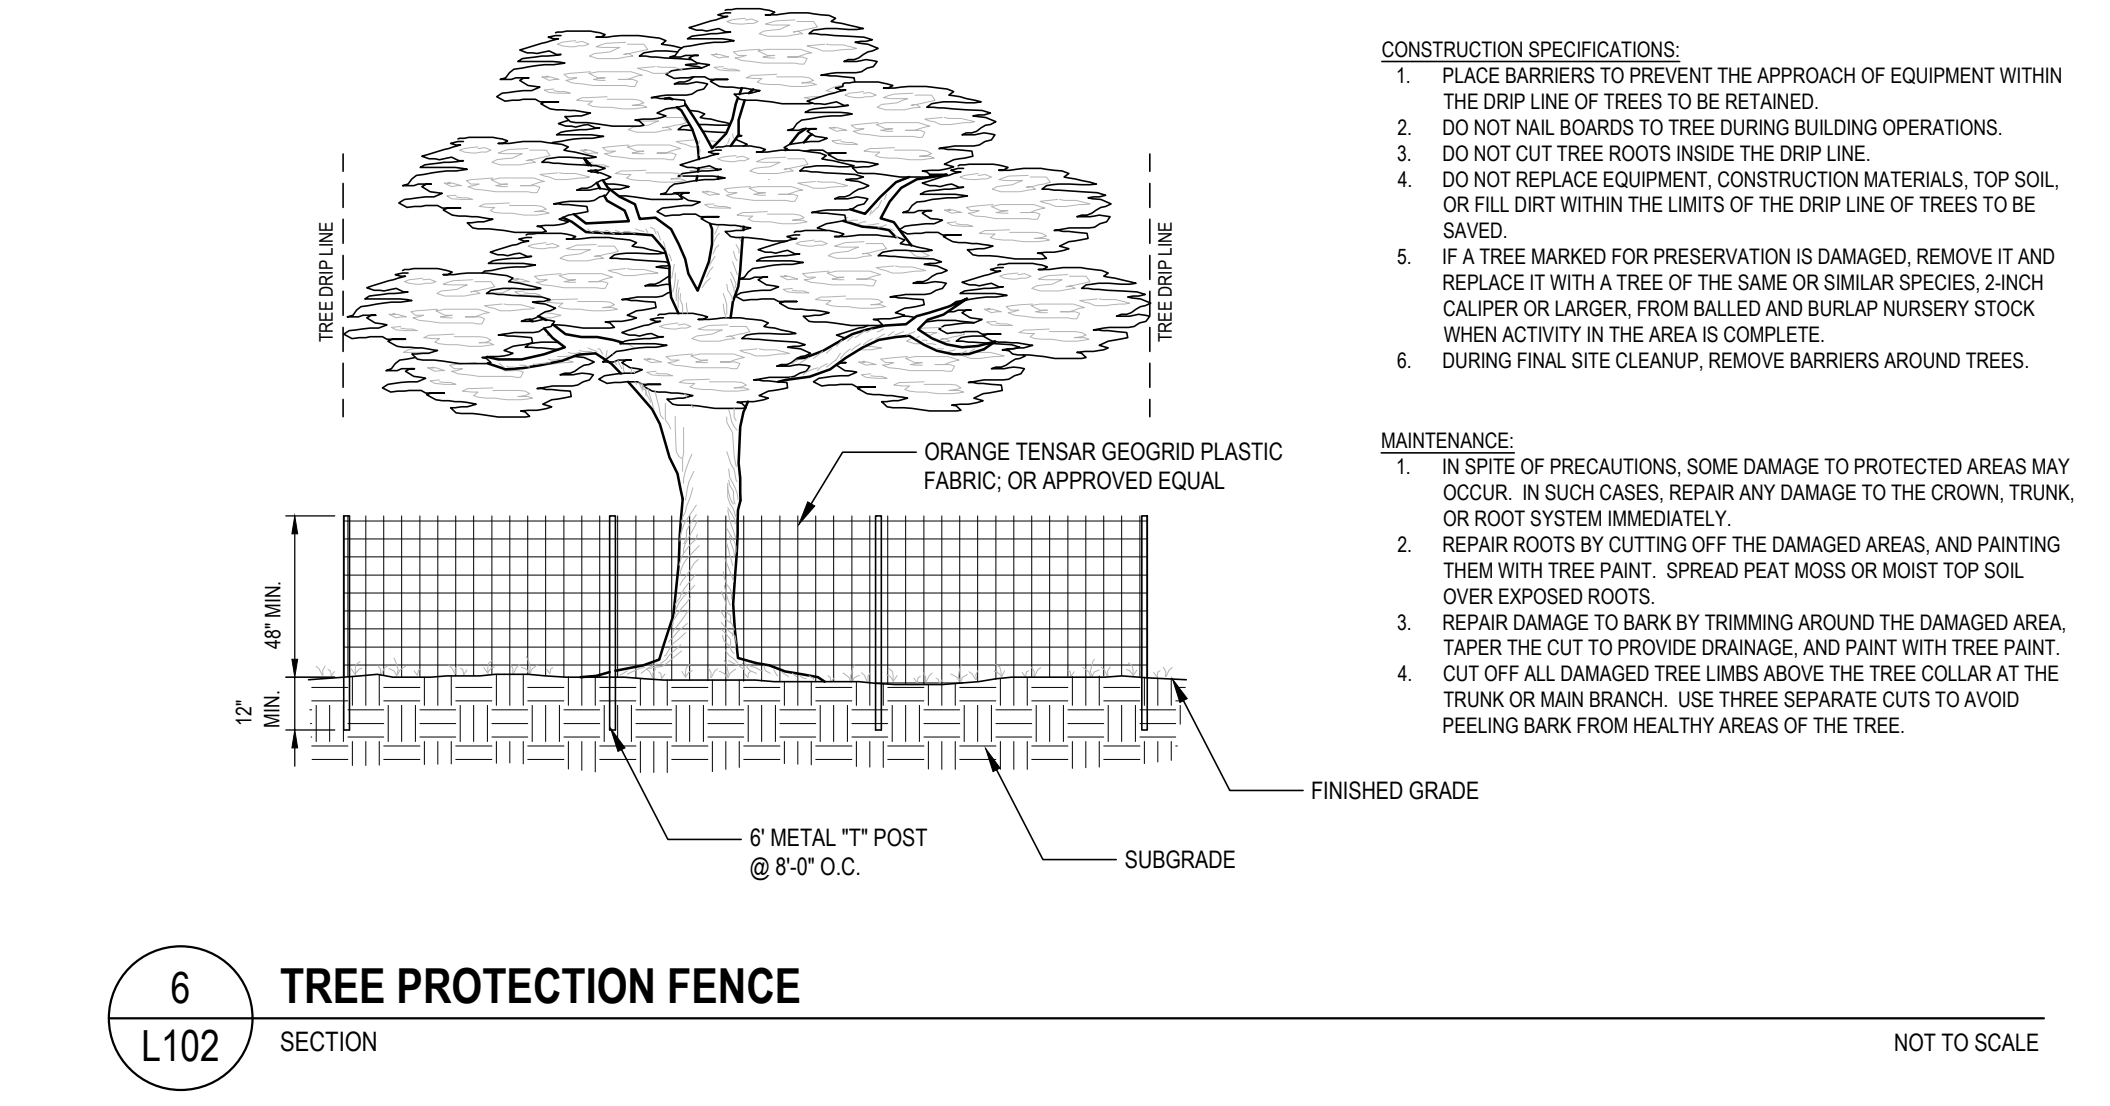 CONSTRUCTION SPECIFICATIONS:
1. PLACE BARRIERS TO PREVENT THE APPROACH OF EQUIPMENT WITHIN
THE DRIP LINE OF TREES TO BE RETAINED.
2. DO NOT NAIL BOARDS TO TREE DURING BUILDING OPERATIONS.
3. DO NOT CUT TREE ROOTS INSIDE THE DRIP LINE.
4. DO NOT REPLACE EQUIPMENT, CONSTRUCTION MATERIALS, TOP SOIL,
OR FILL DIRT WITHIN THE LIMITS OF THE DRIP LINE OF TREES TO BE
SAVED.
5. IF A TREE MARKED FOR PRESERVATION IS DAMAGED, REMOVE IT AND
REPLACE IT WITH A TREE OF THE SAME OR SIMILAR SPECIES, 2-INCH
CALIPER OR LARGER, FROM BALLED AND BURLAP NURSERY STOCK
WHEN ACTIVITY IN THE AREA IS COMPLETE.
6. DURING FINAL SITE CLEANUP, REMOVE BARRIERS AROUND TREES.
MAINTENANCE:
1. IN SPITE OF PRECAUTIONS, SOME DAMAGE TO PROTECTED AREAS MAY
OCCUR. IN SUCH CASES, REPAIR ANY DAMAGE TO THE CROWN, TRUNK,
OR ROOT SYSTEM IMMEDIATELY.
2. REPAIR ROOTS BY CUTTING OFF THE DAMAGED AREAS, AND PAINTING
THEM WITH TREE PAINT. SPREAD PEAT MOSS OR MOIST TOP SOIL
OVER EXPOSED ROOTS.
3. REPAIR DAMAGE TO BARK BY TRIMMING AROUND THE DAMAGED AREA,
TAPER THE CUT TO PROVIDE DRAINAGE, AND PAINT WITH TREE PAINT.
4. CUT OFF ALL DAMAGED TREE LIMBS ABOVE THE TREE COLLAR AT THE
TRUNK OR MAIN BRANCH. USE THREE SEPARATE CUTS TO AVOID
PEELING BARK FROM HEALTHY AREAS OF THE TREE.
TREE DRIP LINE
TREE DRIP LINE
ORANGE TENSAR GEOGRID PLASTIC
FABRIC; OR APPROVED EQUAL
48" MIN.
12"
MIN.
FINISHED GRADE
6' METAL "T" POST
@ 8'-0" O.C.
SUBGRADE
6
L102
TREE PROTECTION FENCE
SECTION
NOT TO SCALE